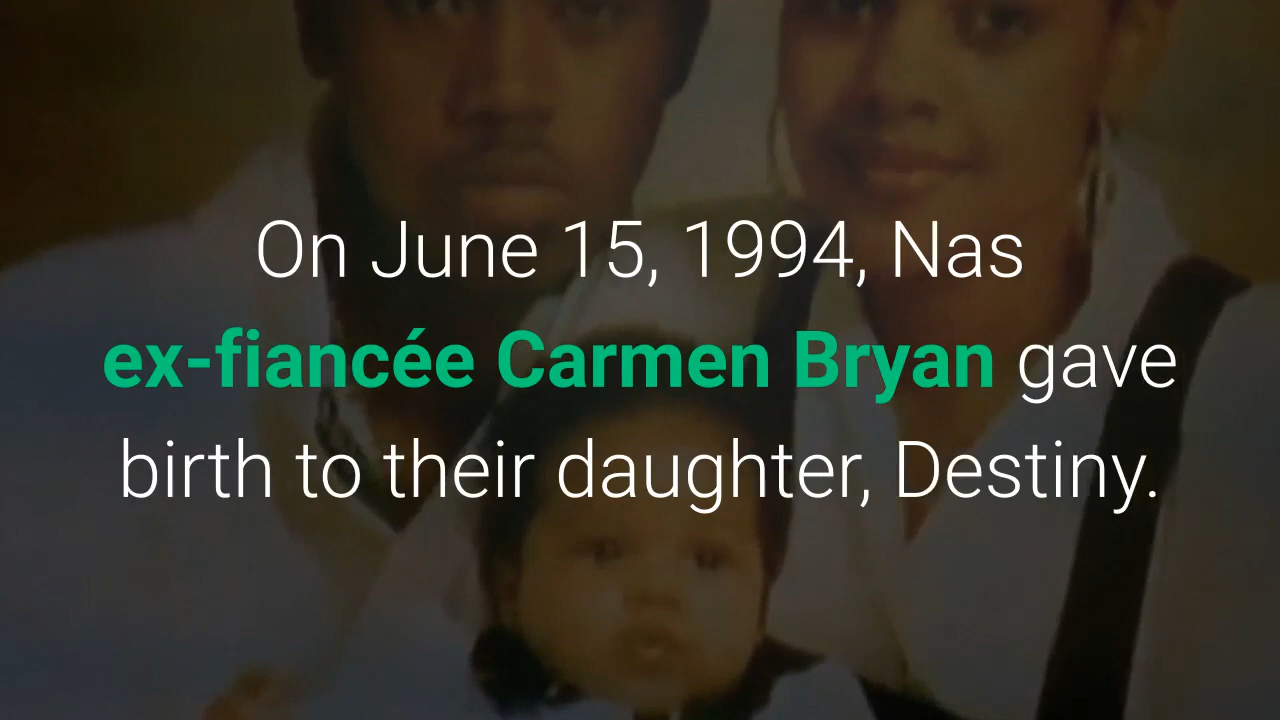 On June 15, 1994, Nas
ex-fiancée Carmen Bryan gave
birth to their daughter, Destiny.